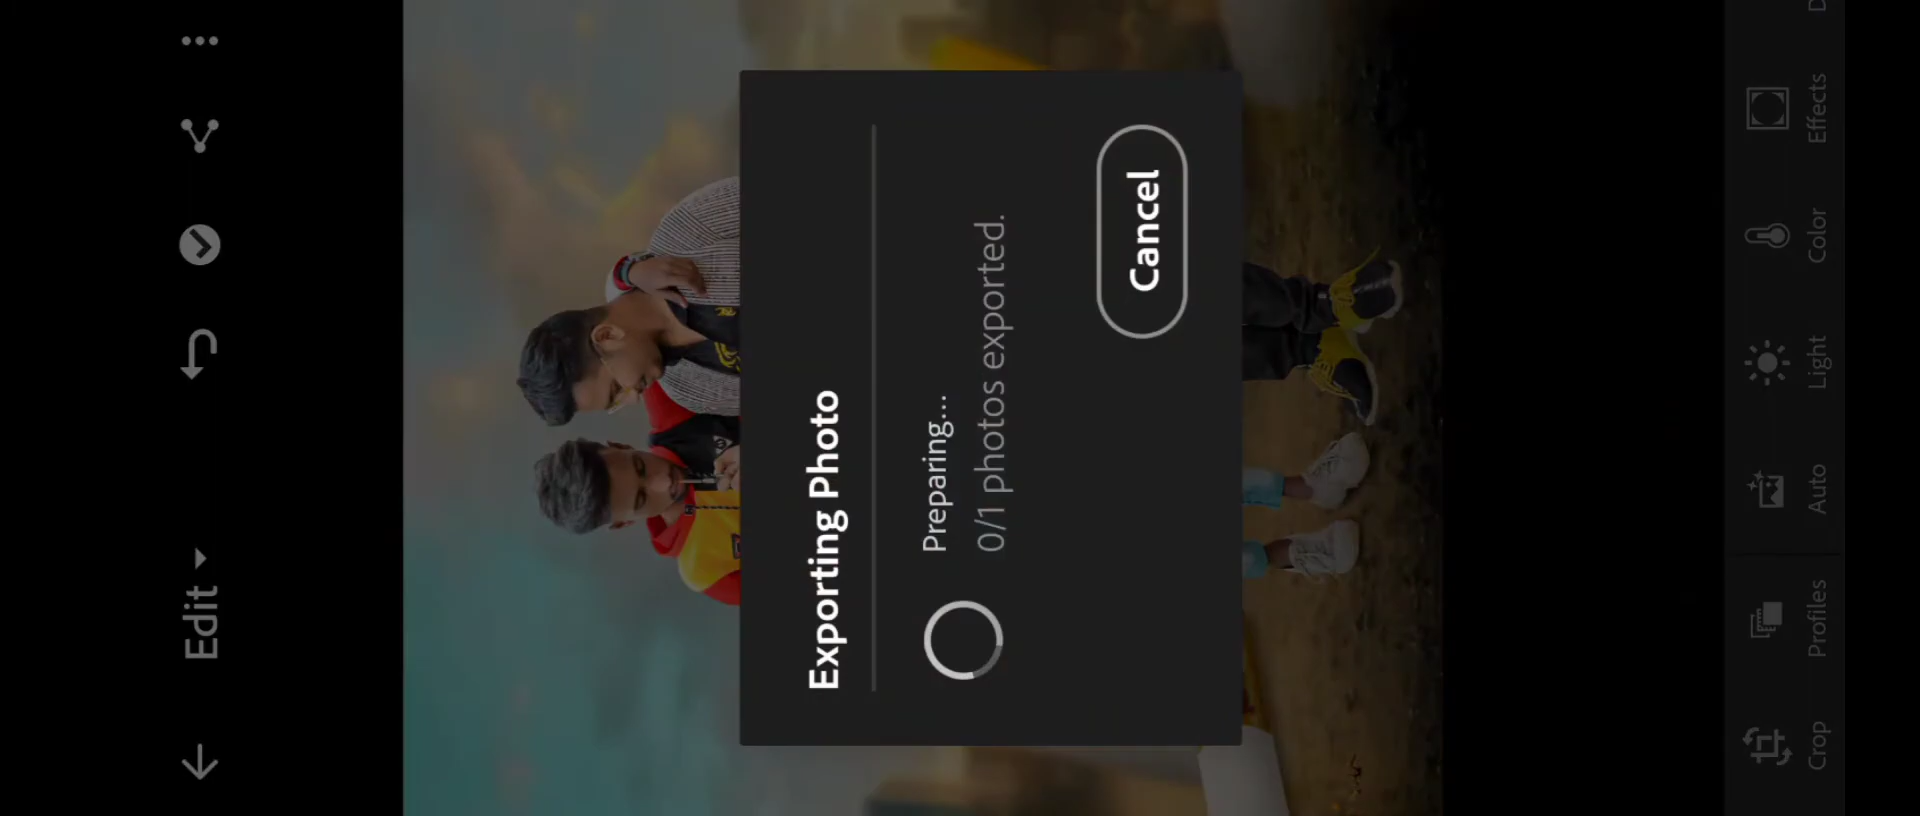 Edit
Exporting Photo
Preparing...
0/1 photos exported.
Cancel
Crop
Profiles
Auto
Light
Color
Effects